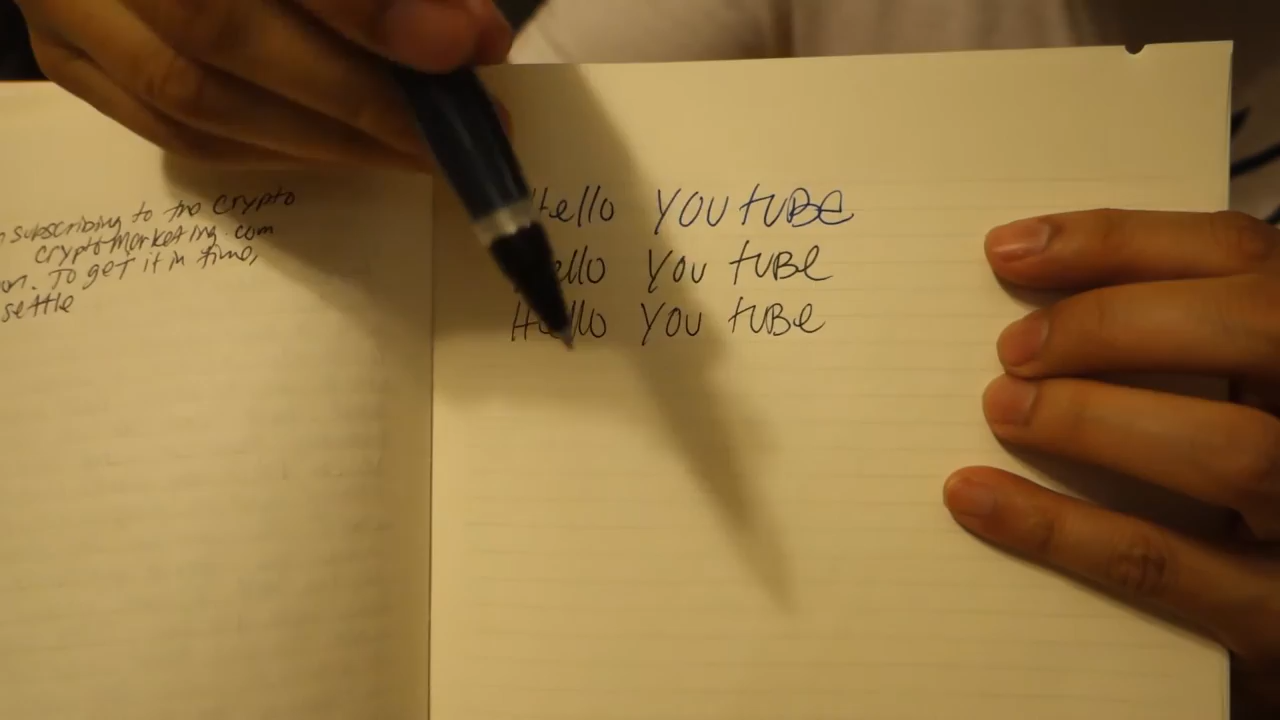 n subscribing to the Crypto
cryptomarketing.com
on. To get it in time,
settle
Hello YOUtUBE
ello YOU tUBe
Hello YOU tUBe